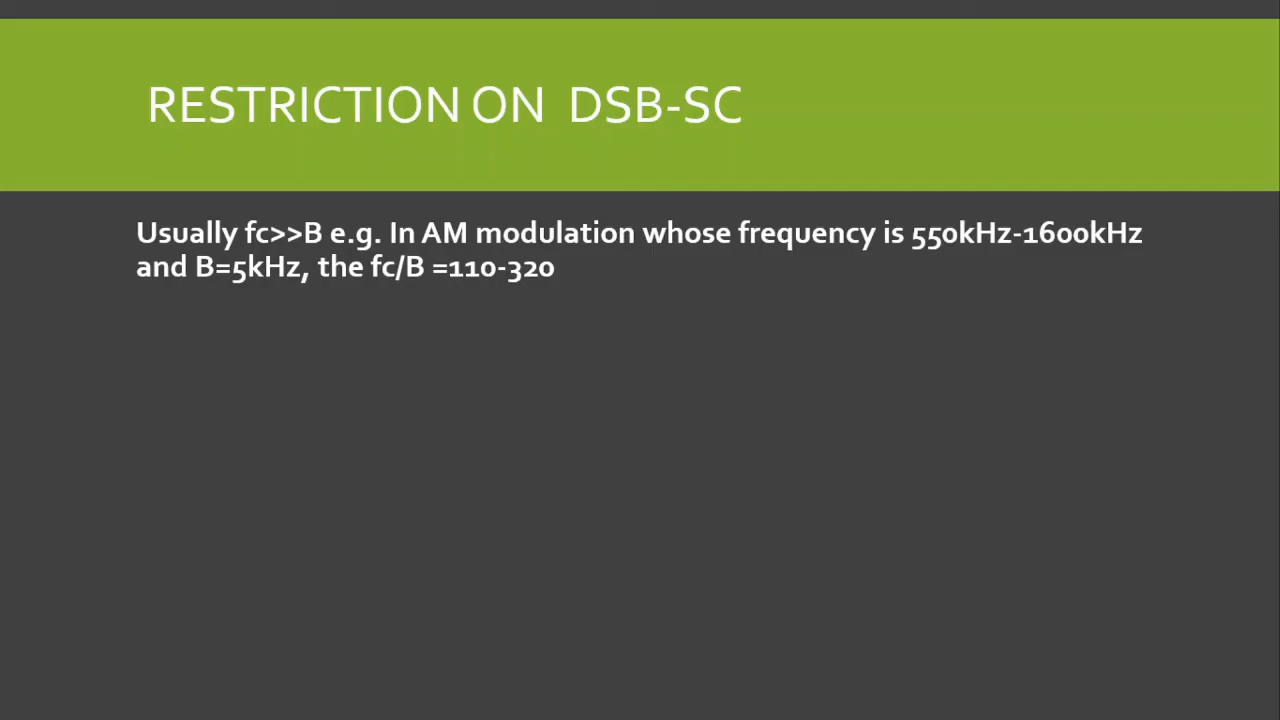 RESTRICTION ON DSB-SC
Usually fc>>B e.g. In AM modulation whose frequency is 550kHz-1600kHz
and B=5kHz, the fc/B =110-320